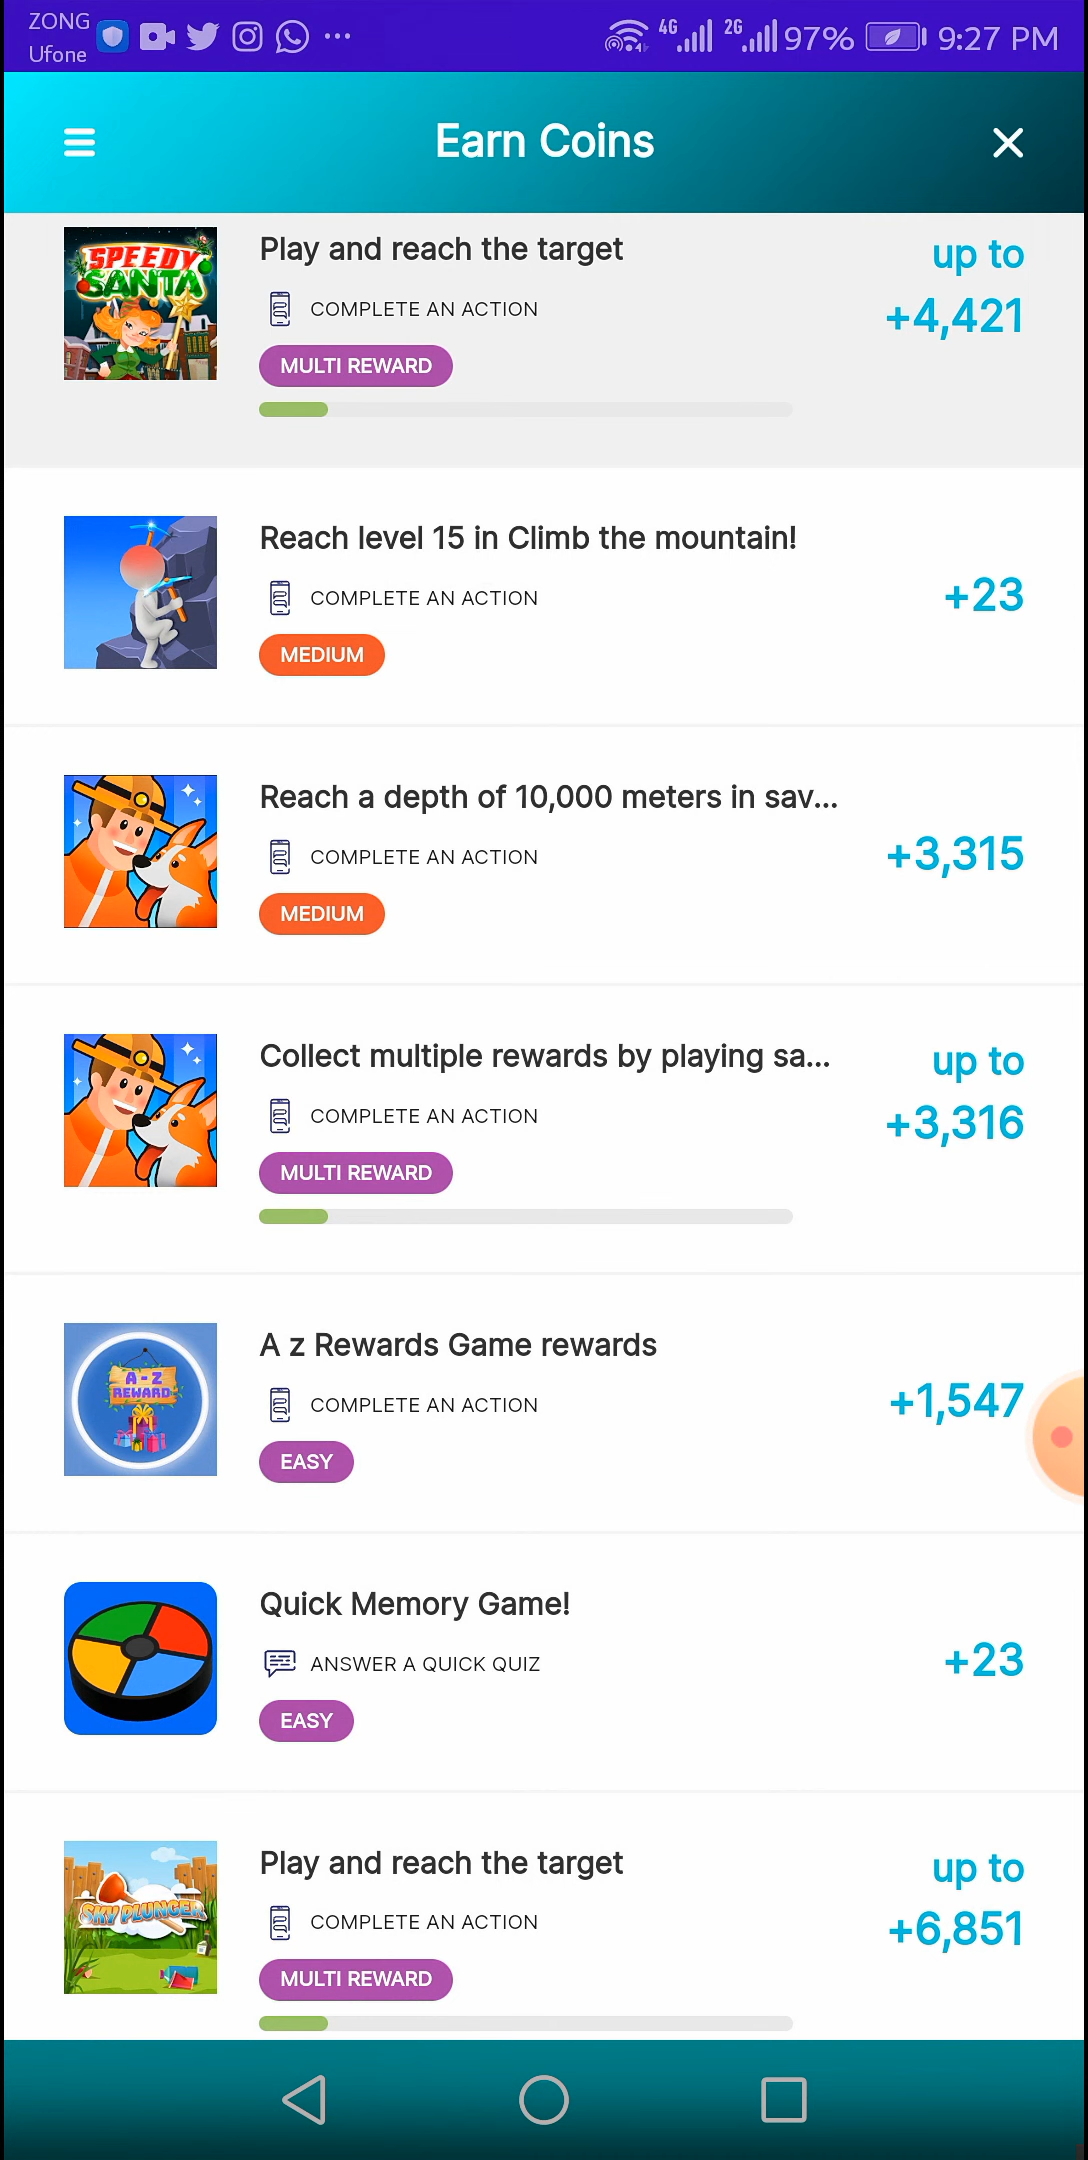 ZONG
Ufone
4G
2G
97%
9:27 PM
Earn Coins
SPEEDY
SANTA
Play and reach the target
COMPLETE AN ACTION
MULTI REWARD
up to
+4,421
Reach level 15 in Climb the mountain!
COMPLETE AN ACTION
MEDIUM
+23
Reach a depth of 10,000 meters in sav...
COMPLETE AN ACTION
MEDIUM
+3,315
Collect multiple rewards by playing sa...
COMPLETE AN ACTION
MULTI REWARD
up to
+3,316
A-Z
REWARD
A z Rewards Game rewards
COMPLETE AN ACTION
EASY
+1,547
Quick Memory Game!
ANSWER A QUICK QUIZ
EASY
+23
SKY PLUNGER
Play and reach the target
COMPLETE AN ACTION
MULTI REWARD
up to
+6,851